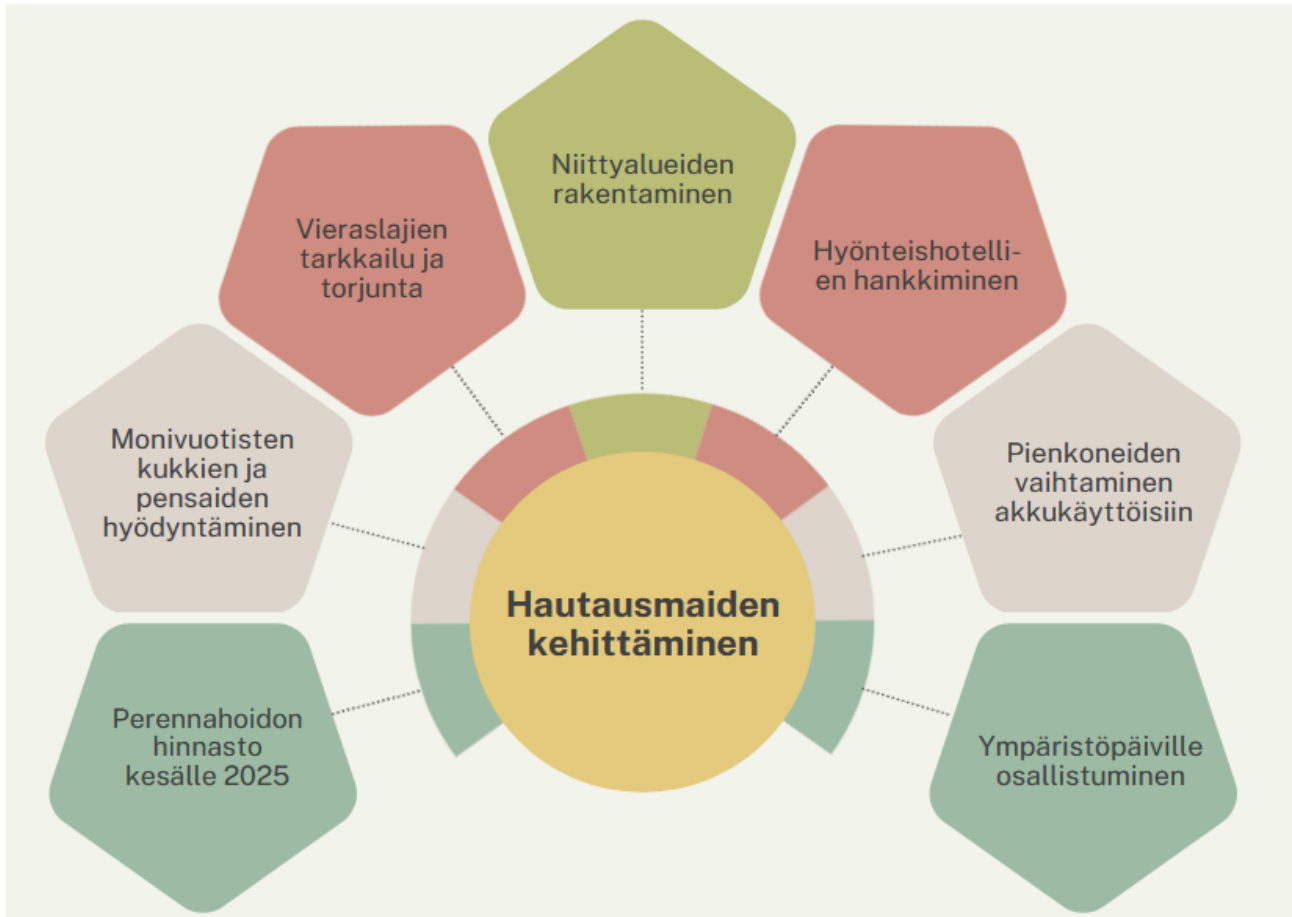 Niittyalueiden
rakentaminen
Vieraslajien
tarkkailu ja
torjunta
Hyönteishotelli-
en hankkiminen
Monivuotisten
kukkien ja
pensaiden
hyödyntäminen
Pienkoneiden
vaihtaminen
akkukäyttöisiin
Hautausmaiden
kehittäminen
Perennahoidon
hinnasto
kesälle 2025
Ympäristöpäiville
osallistuminen